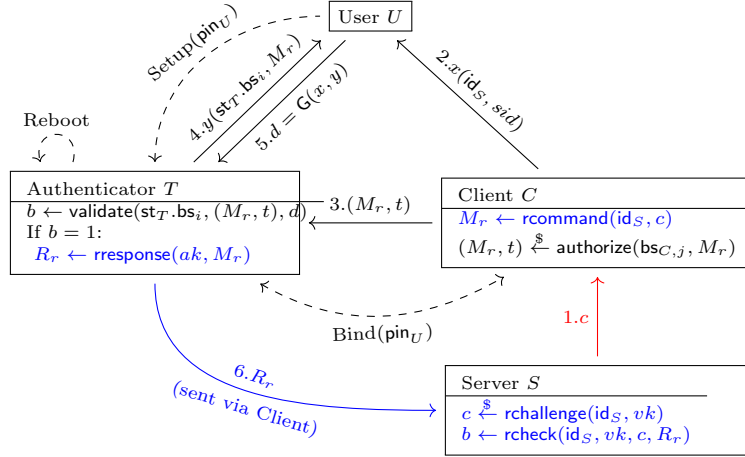 User U
Setup(pin_U)
4.y(st_T.bs_i, M_r)
5.d = G(x, y)
2.x(id_S, sid)
Reboot
Authenticator T
b ← validate(st_T.bs_i, (M_r, t), d)
If b = 1:
R_r ← rresponse(ak, M_r)
3.(M_r, t)
Client C
M_r ← rcommand(id_S, c)
(M_r, t) ←$ authorize(bs_{C,j}, M_r)
Bind(pin_U)
1.c
6.R_r
(sent via Client)
Server S
c ←$ rchallenge(id_S, vk)
b ← rcheck(id_S, vk, c, R_r)